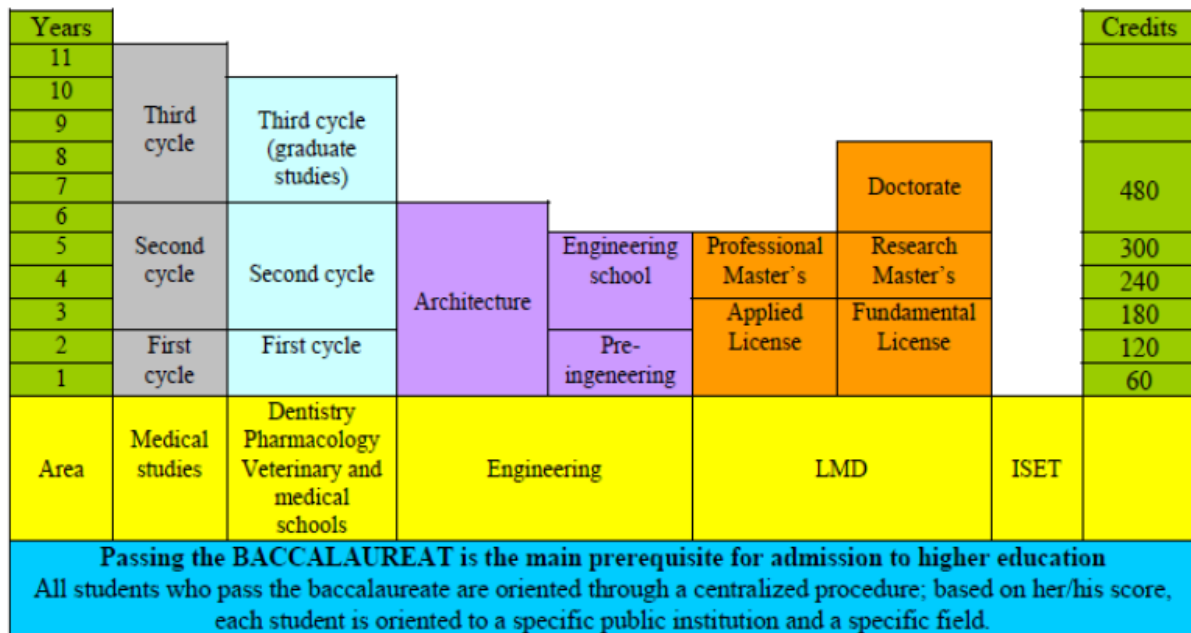 Years
Credits
11
10
9
8
7
6
5
4
3
2
1
Third
cycle
Second
cycle
First
cycle
Third cycle
(graduate
studies)
Second cycle
First cycle
Architecture
Engineering
school
Pre-
ingeneering
Professional
Master's
Applied
License
Doctorate
Research
Master's
Fundamental
License
480
300
240
180
120
60
Area
Medical
studies
Dentistry
Pharmacology
Veterinary and
medical
schools
Engineering
LMD
ISET
Passing the BACCALAUREAT is the main prerequisite for admission to higher education
All students who pass the baccalaureate are oriented through a centralized procedure; based on her/his score,
each student is oriented to a specific public institution and a specific field.